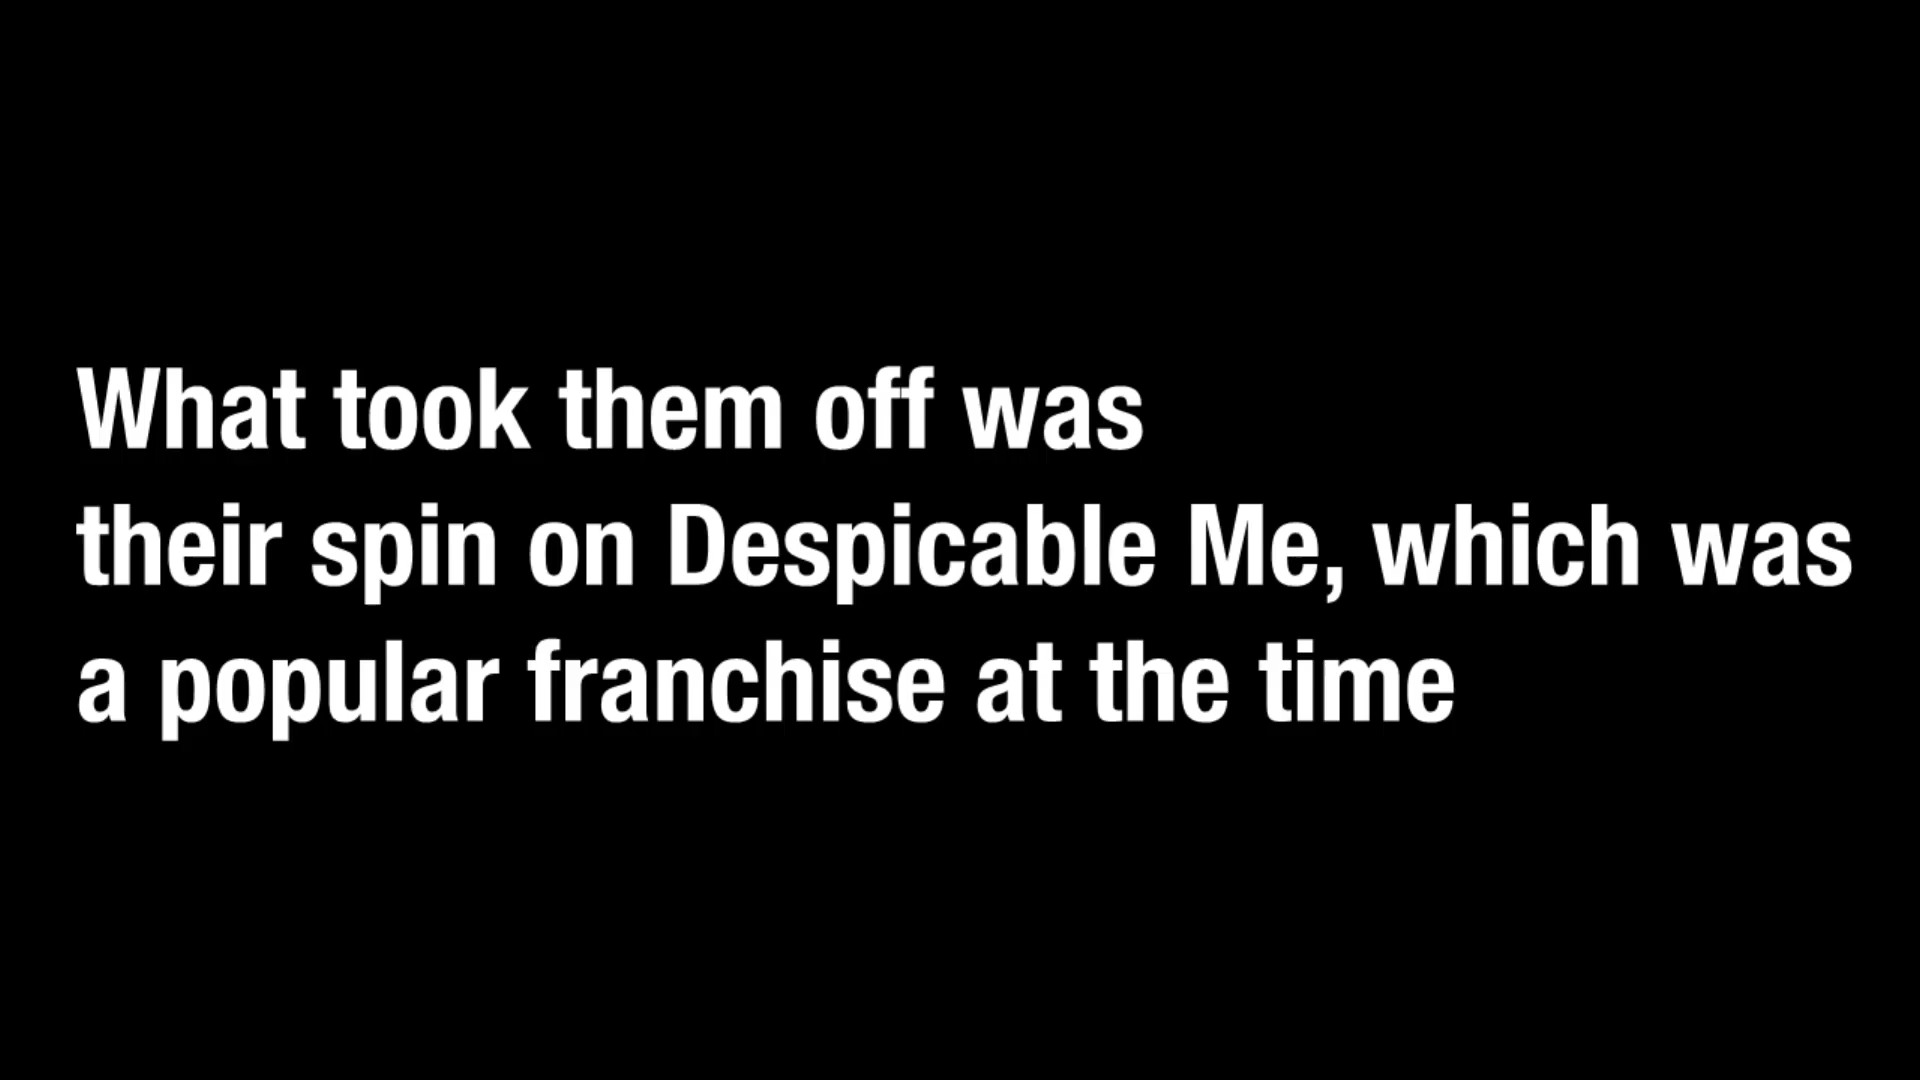 What took them off was
their spin on Despicable Me, which was
a popular franchise at the time